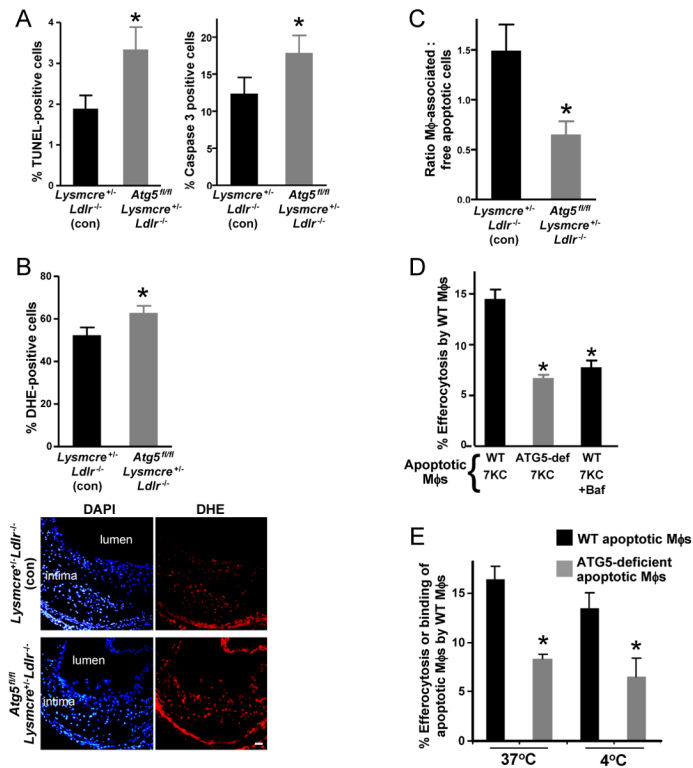 A
% TUNEL-positive cells
4
3
2
1
0
*
Lysmcre+/-
Ldlr-/-
(con)
Atg5fl/fl
Lysmcre+/-
Ldlr-/-
% Caspase 3 positive cells
20
15
10
5
0
*
Lysmcre+/-
Ldlr-/-
(con)
Atg5fl/fl
Lysmcre+/-
Ldlr-/-
B
% DHE-positive cells
80
60
40
20
0
*
Lysmcre+/-
Ldlr-/-
(con)
Atg5fl/fl
Lysmcre+/-
Ldlr-/-
DAPI
DHE
Lysmcre+/-Ldlr-/-
(con)
lumen
intima
Atg5fl/fl
Lysmcre+/-Ldlr-/-
lumen
intima
C
Ratio Mϕ-associated :
free apoptotic cells
1.5
1.0
0.5
0.0
*
Lysmcre+/-
Ldlr-/-
(con)
Atg5fl/fl
Lysmcre+/-
Ldlr-/-
D
% Efferocytosis by WT Mϕs
15
10
5
0
*
*
Apoptotic
Mϕs
{
WT
7KC
ATG5-def
7KC
WT
7KC
+Baf
E
WT apoptotic Mϕs
ATG5-deficient
apoptotic Mϕs
% Efferocytosis or binding of
apoptotic Mϕs by WT Mϕs
15
10
5
0
*
*
37ºC
4ºC